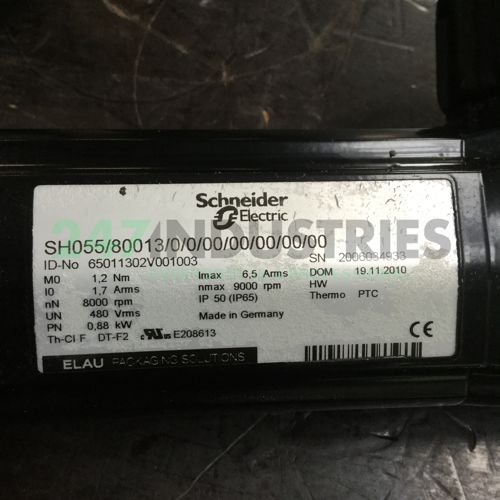 Schneider
Electric
247INDUSTRIES
SH055/80013/0/0/00/00/00/00/00
ID-No 65011302V001003
SN 2006034933
M0 1,2 Nm Imax 6,5 Arms DOM 19.11.2010
I0 1,7 Arms nmax 9000 rpm HW
nN 8000 rpm IP 50 (IP65) Thermo PTC
UN 480 Vrms Made in Germany
PN 0,88 kW
Th-Cl F DT-F2 c UL us E208613 CE
ELAU PACKAGING SOLUTIONS